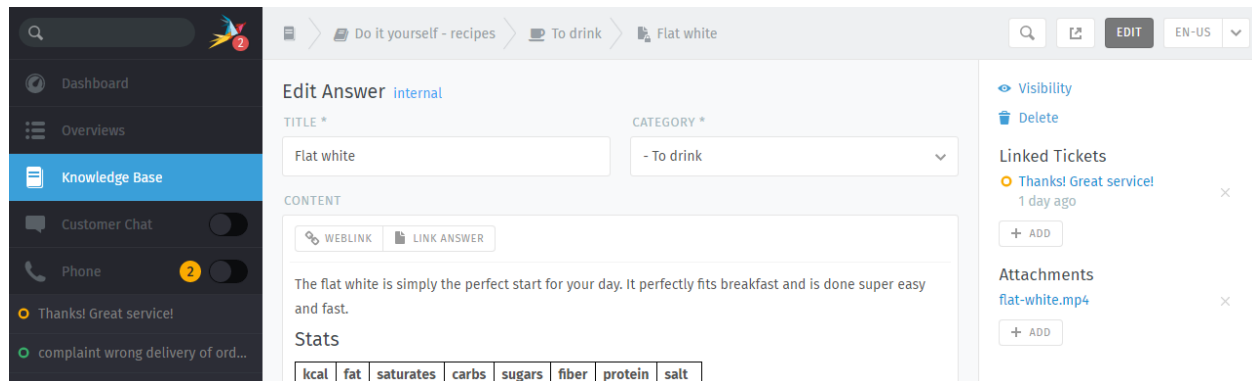 2
Do it yourself - recipes
To drink
Flat white
EDIT
EN-US
Dashboard
Overviews
Knowledge Base
Customer Chat
Phone
2
Thanks! Great service!
complaint wrong delivery of ord...
Edit Answer internal
TITLE *
CATEGORY *
Flat white
- To drink
CONTENT
WEBLINK
LINK ANSWER
The flat white is simply the perfect start for your day. It perfectly fits breakfast and is done super easy
and fast.
Stats
kcal fat saturates carbs sugars fiber protein salt
Visibility
Delete
Linked Tickets
Thanks! Great service!
1 day ago
+ ADD
Attachments
flat-white.mp4
+ ADD